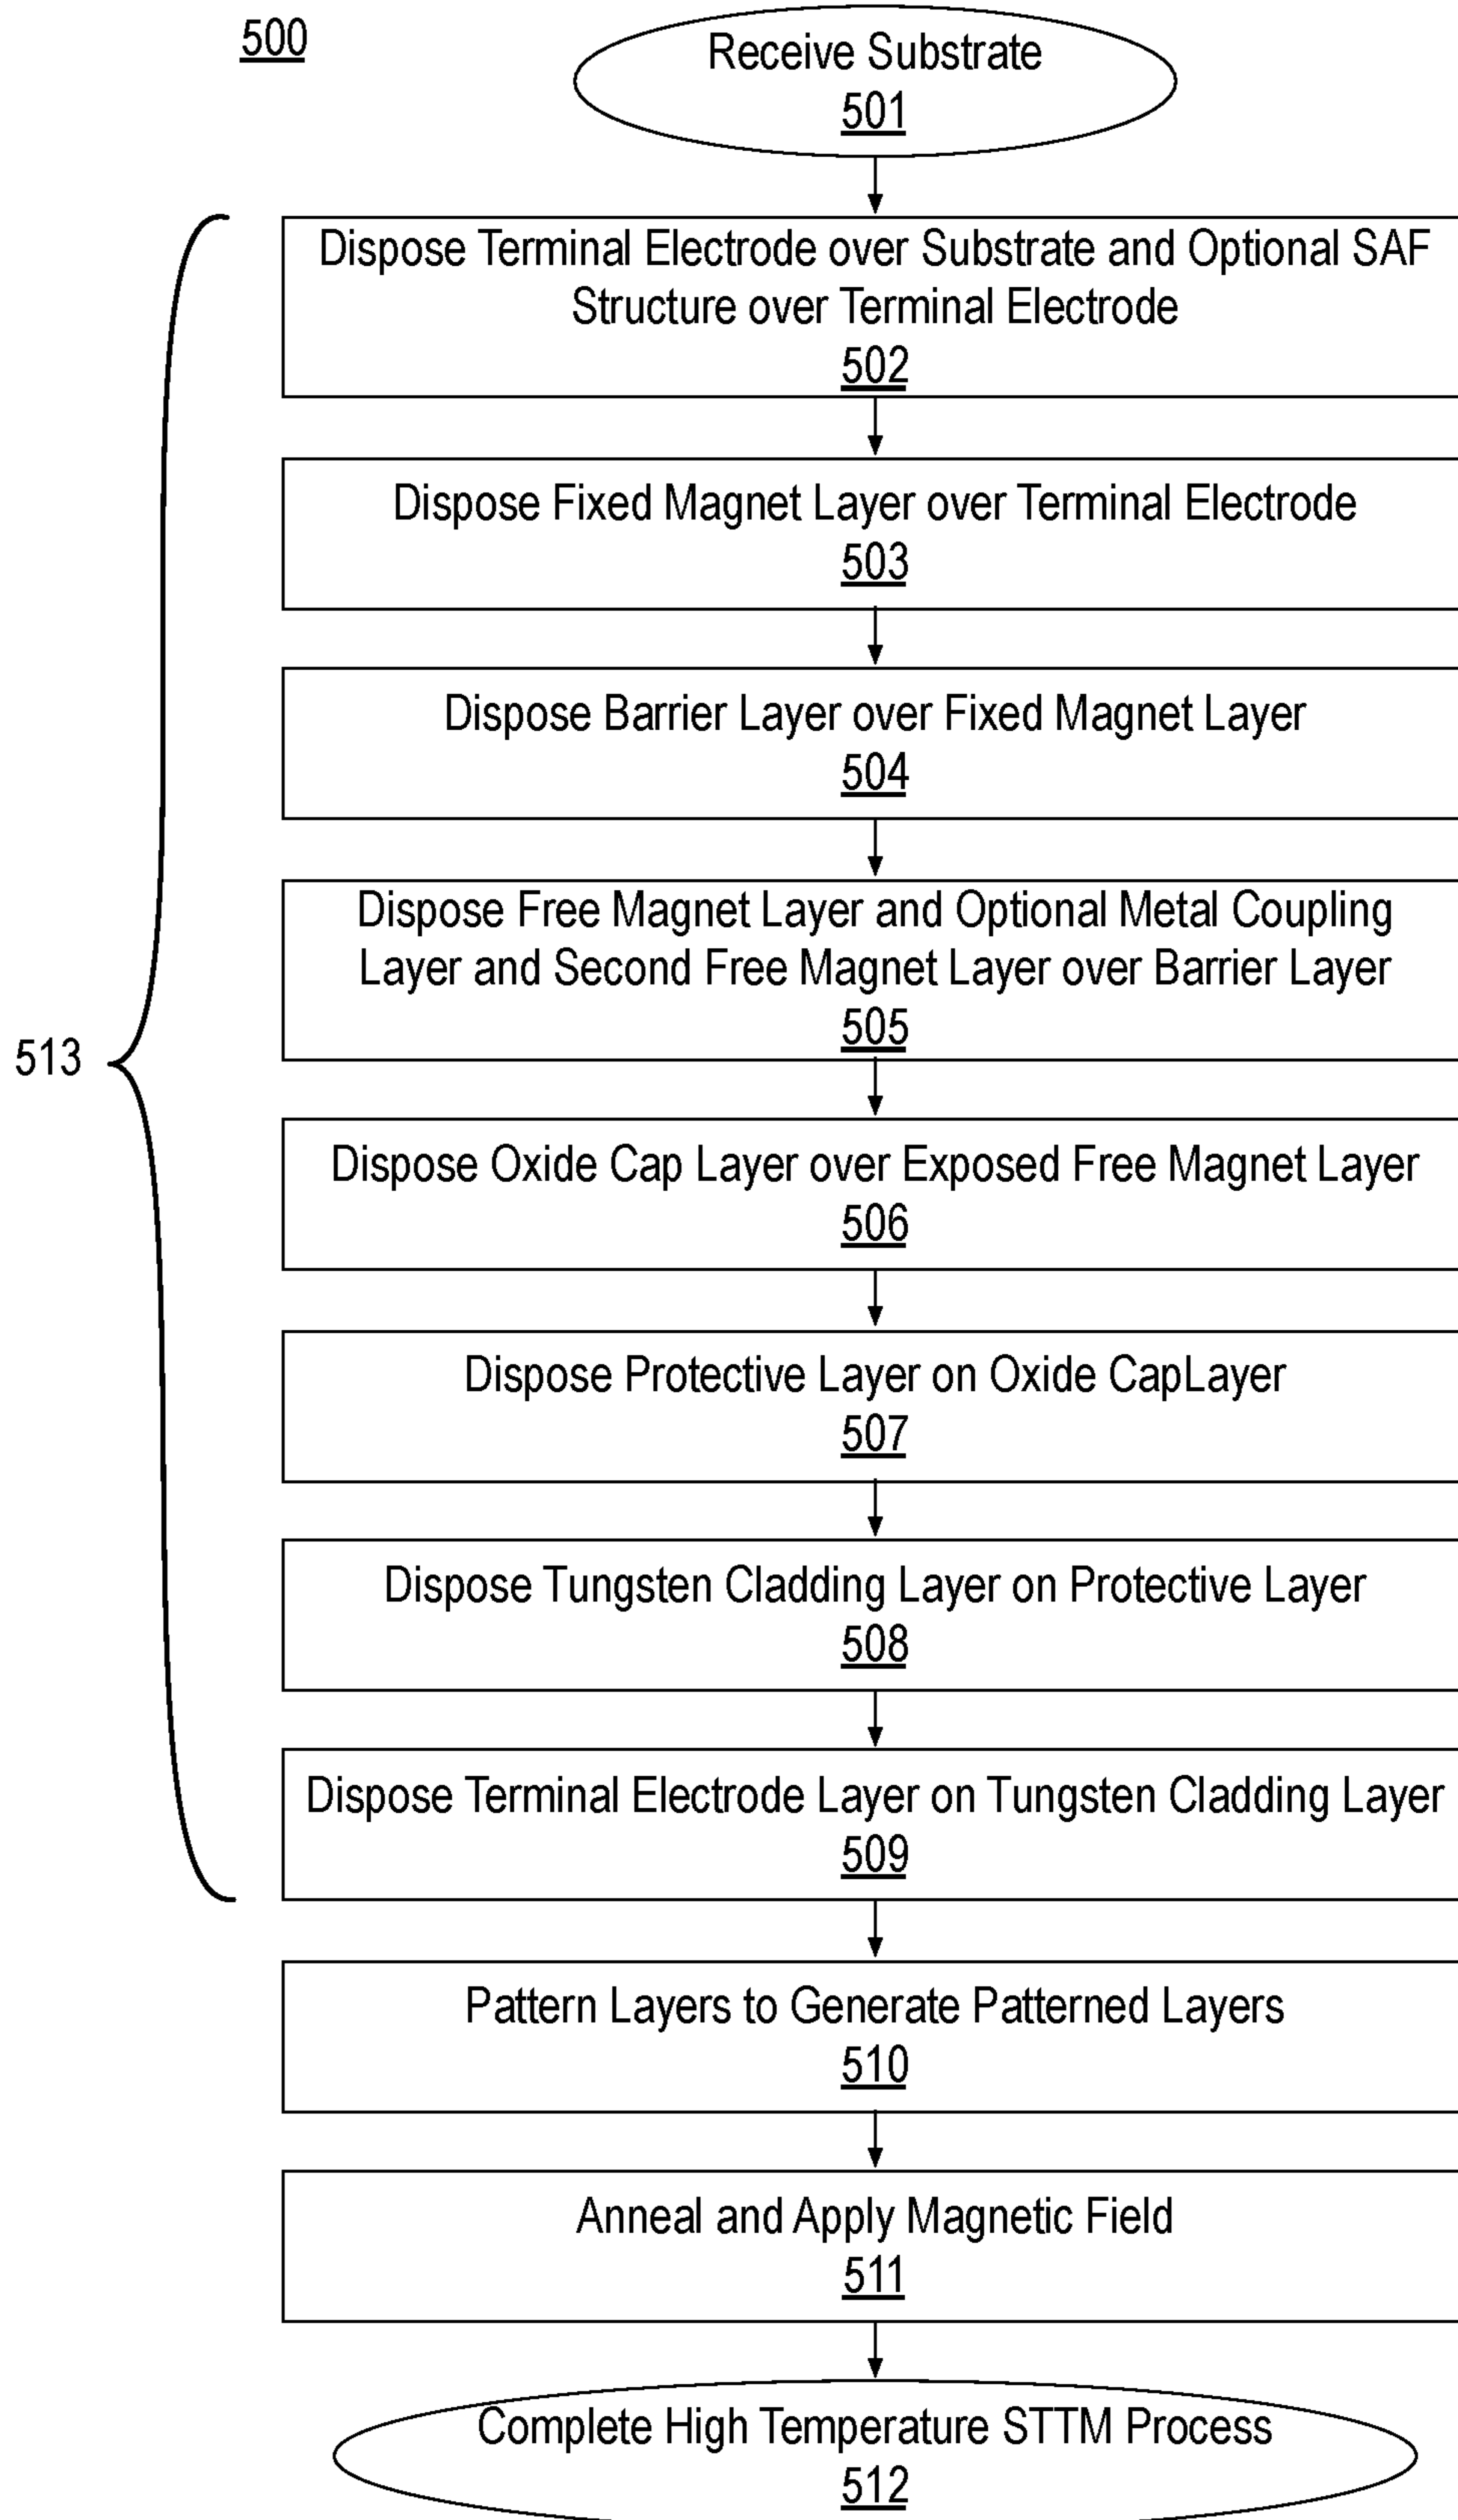 500
Receive Substrate
501
Dispose Terminal Electrode over Substrate and Optional SAF
Structure over Terminal Electrode
502
Dispose Fixed Magnet Layer over Terminal Electrode
503
Dispose Barrier Layer over Fixed Magnet Layer
504
Dispose Free Magnet Layer and Optional Metal Coupling
Layer and Second Free Magnet Layer over Barrier Layer
505
513
Dispose Oxide Cap Layer over Exposed Free Magnet Layer
506
Dispose Protective Layer on Oxide CapLayer
507
Dispose Tungsten Cladding Layer on Protective Layer
508
Dispose Terminal Electrode Layer on Tungsten Cladding Layer
509
Pattern Layers to Generate Patterned Layers
510
Anneal and Apply Magnetic Field
511
Complete High Temperature STTM Process
512